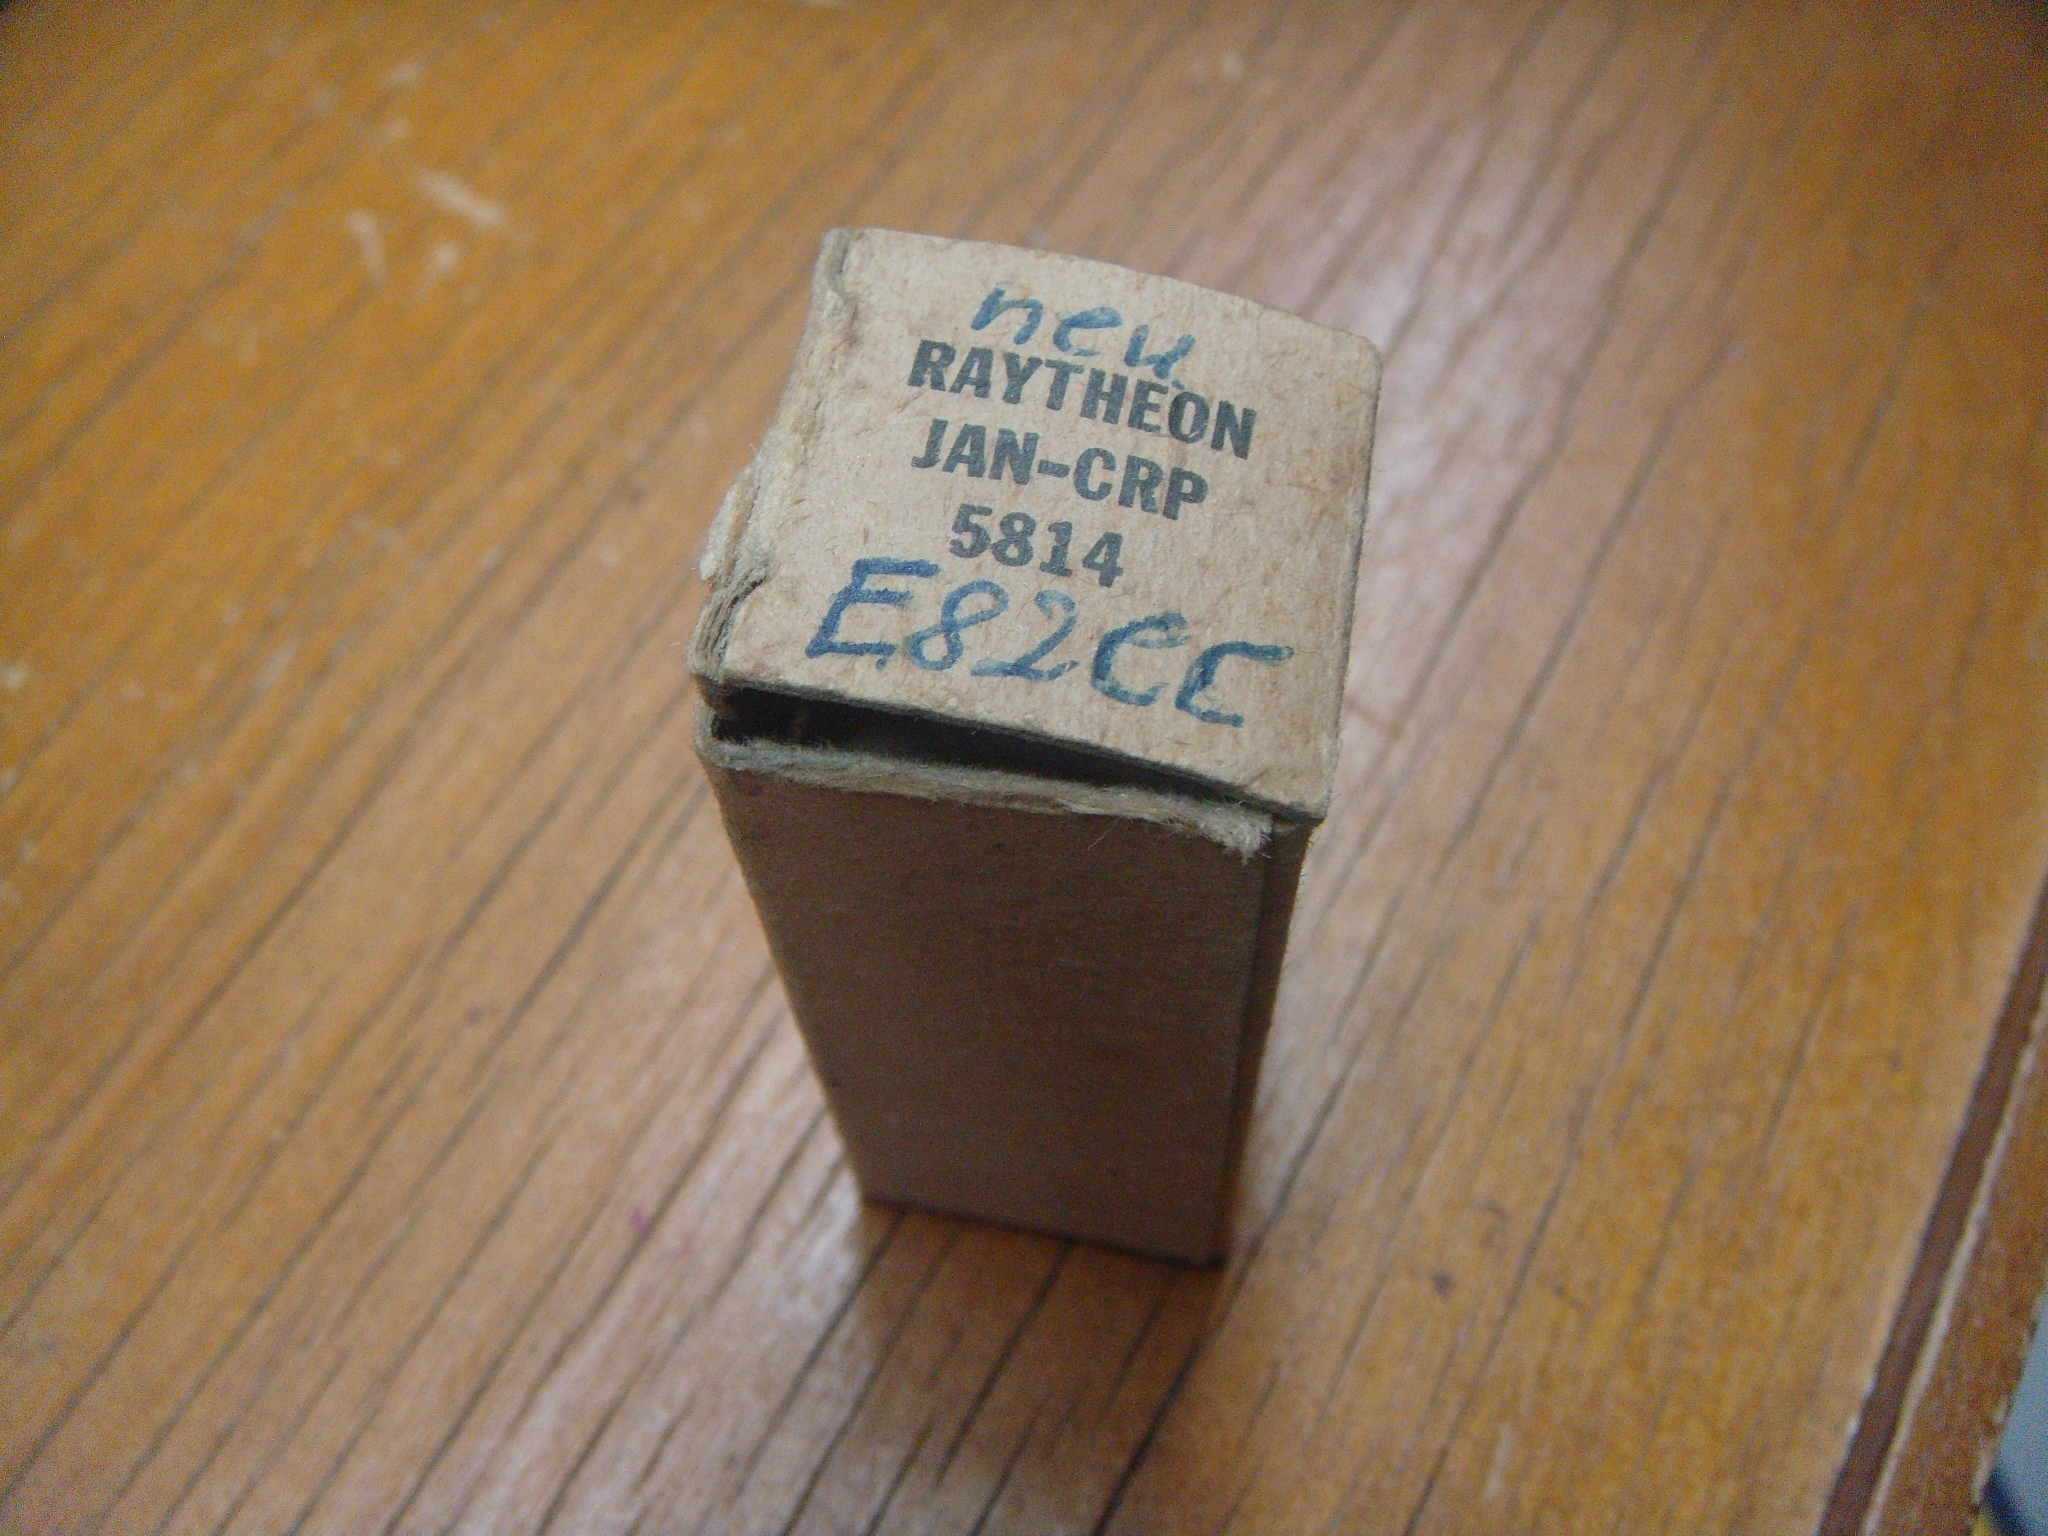 neu
RAYTHEON
JAN-CRP
5814
E82CC